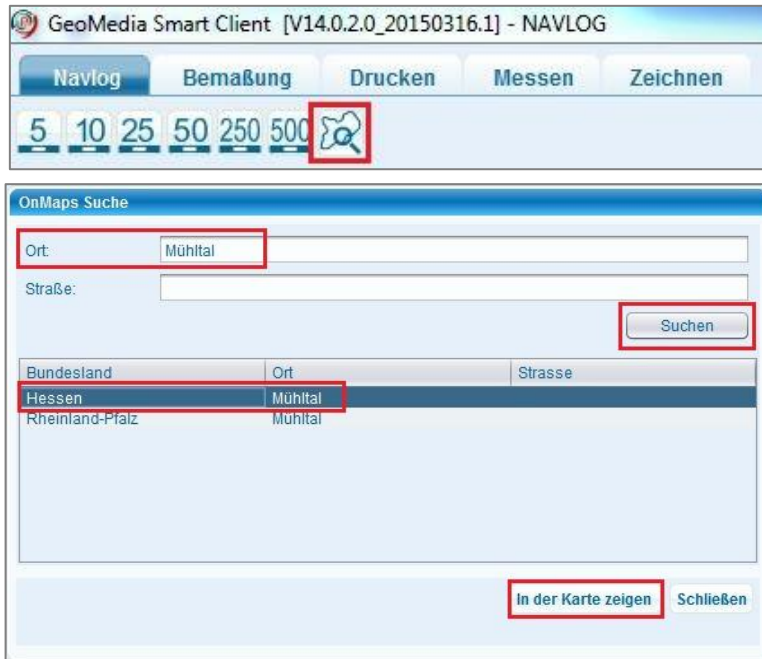 GeoMedia Smart Client [V14.0.2.0_20150316.1] - NAVLOG
Navlog Bemaßung Drucken Messen Zeichnen
5 10 25 50 250 500
OnMaps Suche
Ort: Mühltal
Straße:
Suchen
Bundesland Ort Strasse
Hessen Mühltal
Rheinland-Pfalz Mühltal
In der Karte zeigen Schließen